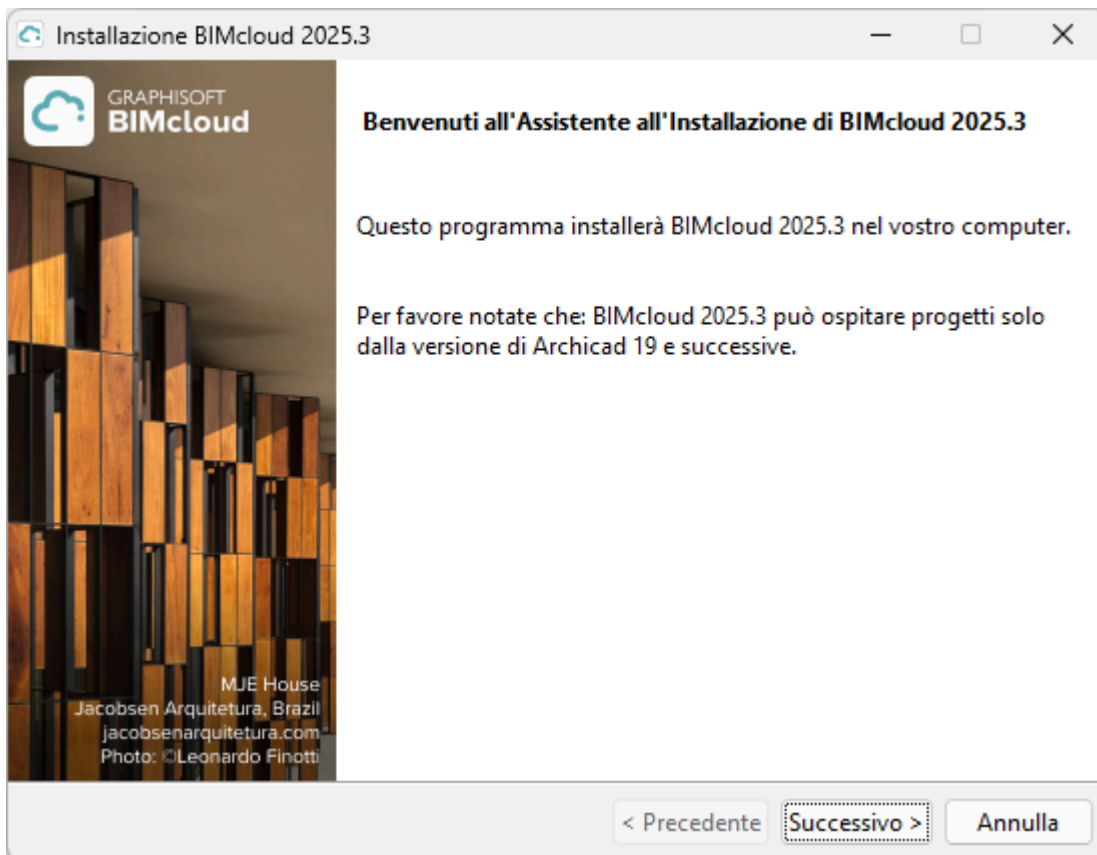 Installazione BIMcloud 2025.3
GRAPHISOFT
BIMcloud
Benvenuti all'Assistente all'Installazione di BIMcloud 2025.3
Questo programma installerà BIMcloud 2025.3 nel vostro computer.
Per favore notate che: BIMcloud 2025.3 può ospitare progetti solo
dalla versione di Archicad 19 e successive.
MJE House
Jacobsen Arquitetura, Brazil
jacobsenarquitetura.com
Photo: ©Leonardo Finotti
< Precedente
Successivo >
Annulla